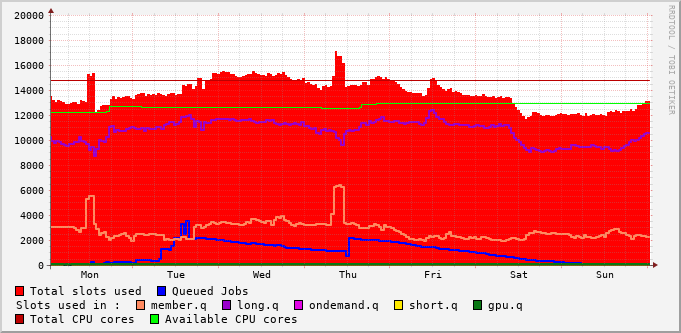 20000
18000
16000
14000
12000
10000
8000
6000
4000
2000
0
Mon Tue Wed Thu Fri Sat Sun
RRDTOOL / TOBI OETIKER
Total slots used Queued Jobs
Slots used in : member.q long.q ondemand.q short.q gpu.q
Total CPU cores Available CPU cores